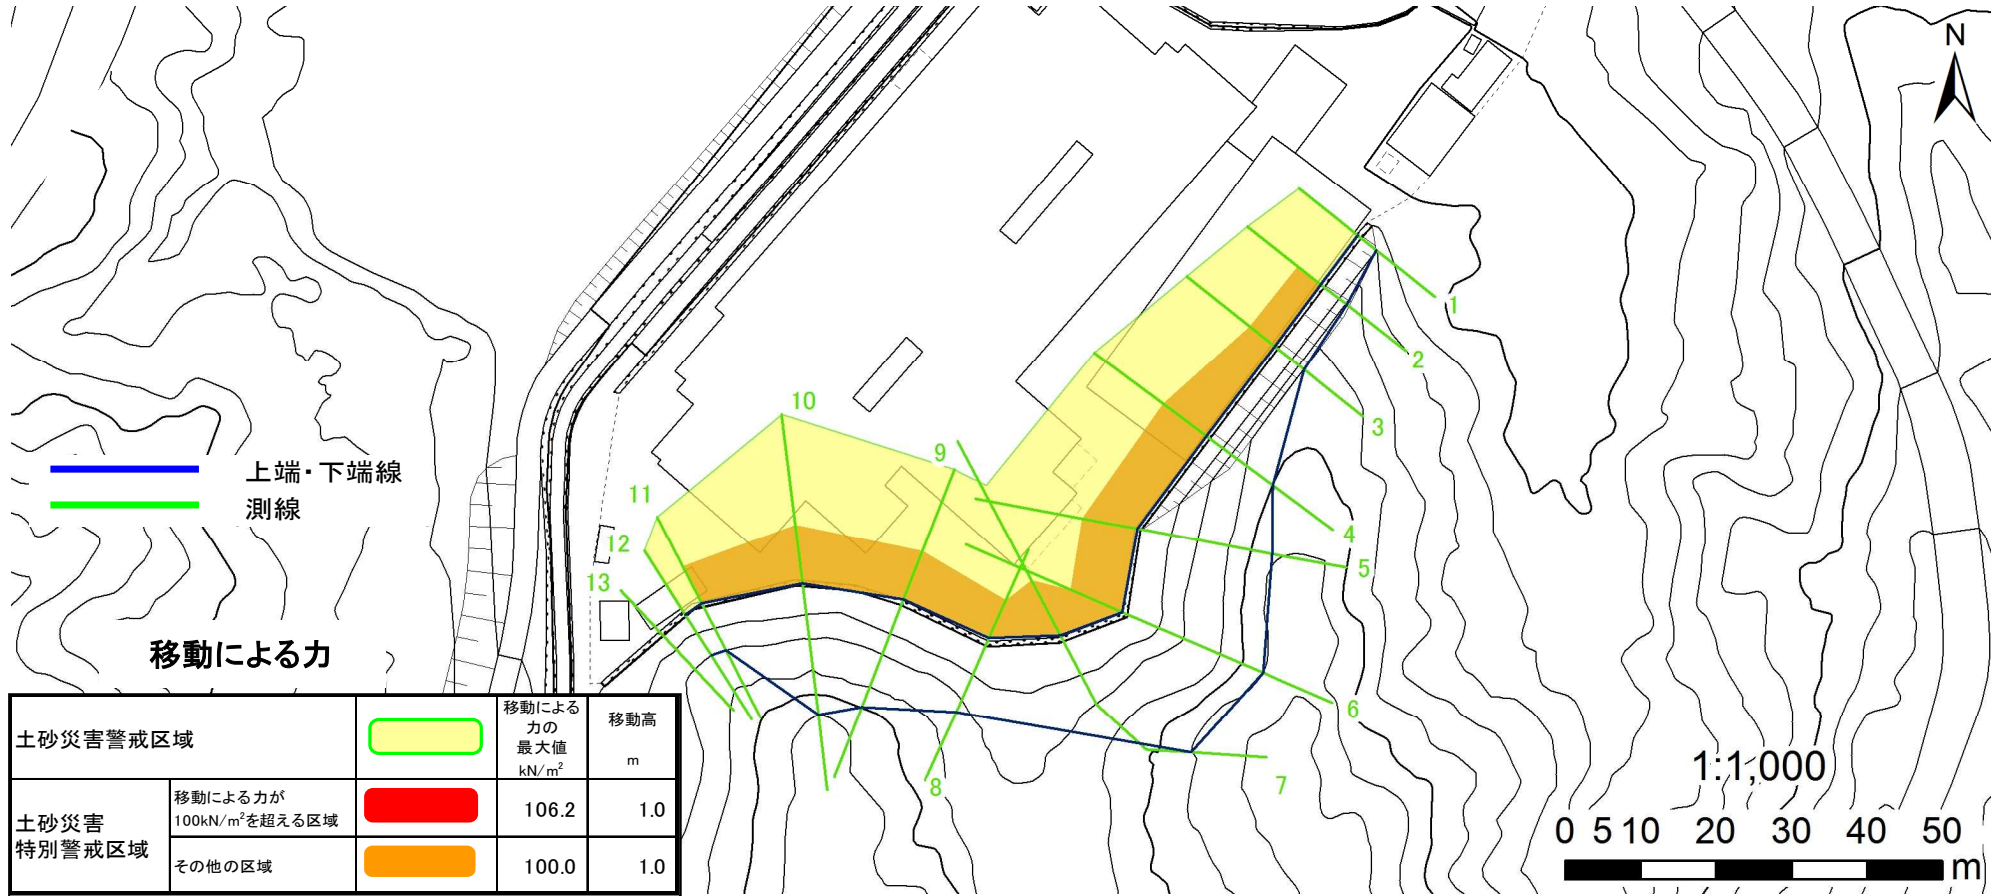 N
1
2
3
4
5
6
7
8
9
10
11
12
13
上端・下端線
測線
移動による力
土砂災害警戒区域
移動による
力の
最大値
kN/m²
移動高
m
土砂災害
特別警戒区域
移動による力が
100kN/m²を超える区域
106.2
1.0
その他の区域
100.0
1.0
1:1,000
0 5 10 20 30 40 50
m